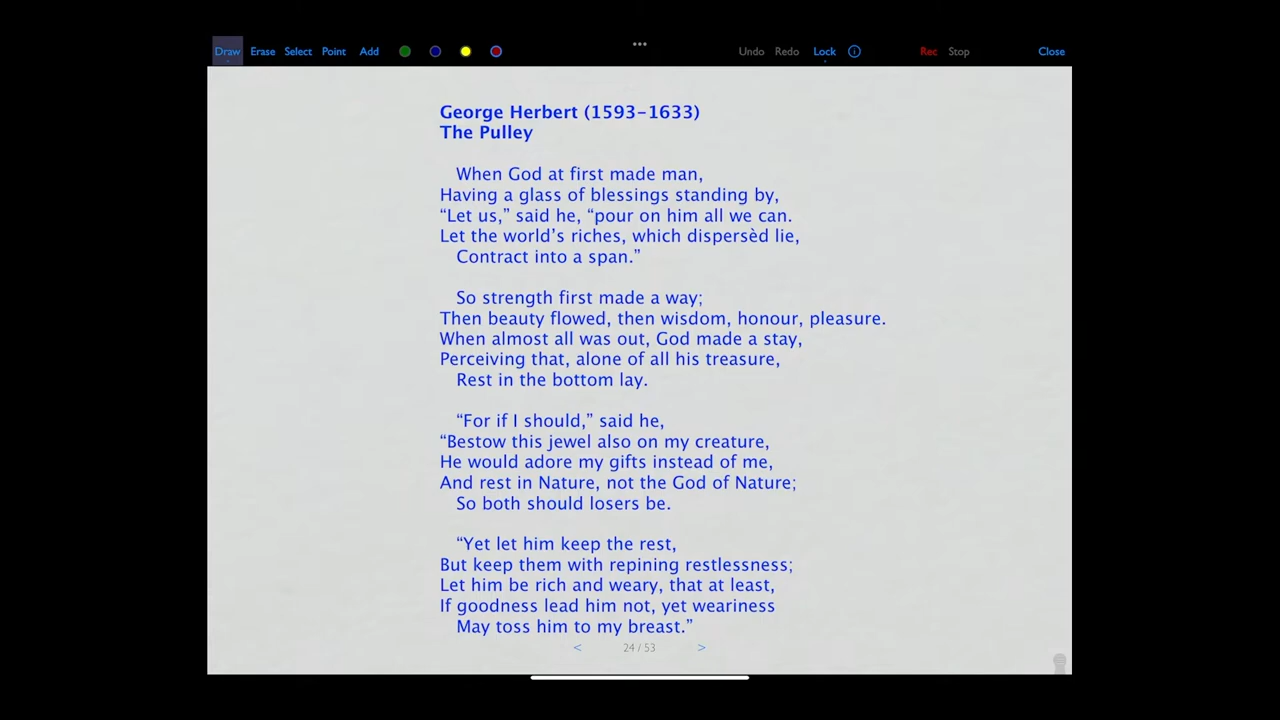 Draw Erase Select Point Add ••• Undo Redo Lock Rec Stop Close
George Herbert (1593–1633)
The Pulley
When God at first made man,
Having a glass of blessings standing by,
“Let us,” said he, “pour on him all we can.
Let the world’s riches, which dispersèd lie,
Contract into a span.”
So strength first made a way;
Then beauty flowed, then wisdom, honour, pleasure.
When almost all was out, God made a stay,
Perceiving that, alone of all his treasure,
Rest in the bottom lay.
“For if I should,” said he,
“Bestow this jewel also on my creature,
He would adore my gifts instead of me,
And rest in Nature, not the God of Nature;
So both should losers be.
“Yet let him keep the rest,
But keep them with repining restlessness;
Let him be rich and weary, that at least,
If goodness lead him not, yet weariness
May toss him to my breast.”
< 24 / 53 >